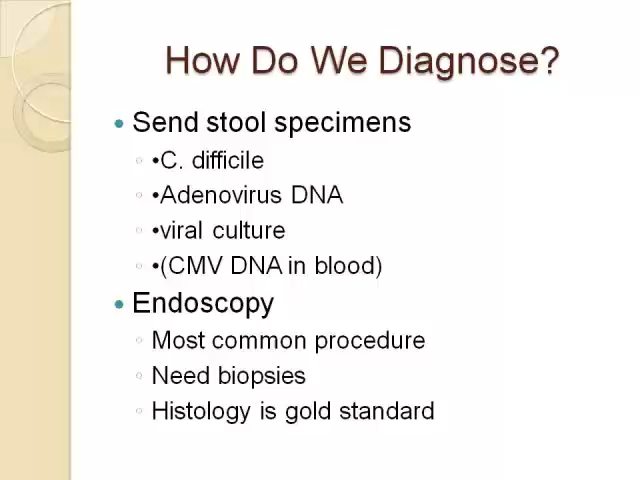 How Do We Diagnose?
• Send stool specimens
◦ •C. difficile
◦ •Adenovirus DNA
◦ •viral culture
◦ •(CMV DNA in blood)
• Endoscopy
◦ Most common procedure
◦ Need biopsies
◦ Histology is gold standard